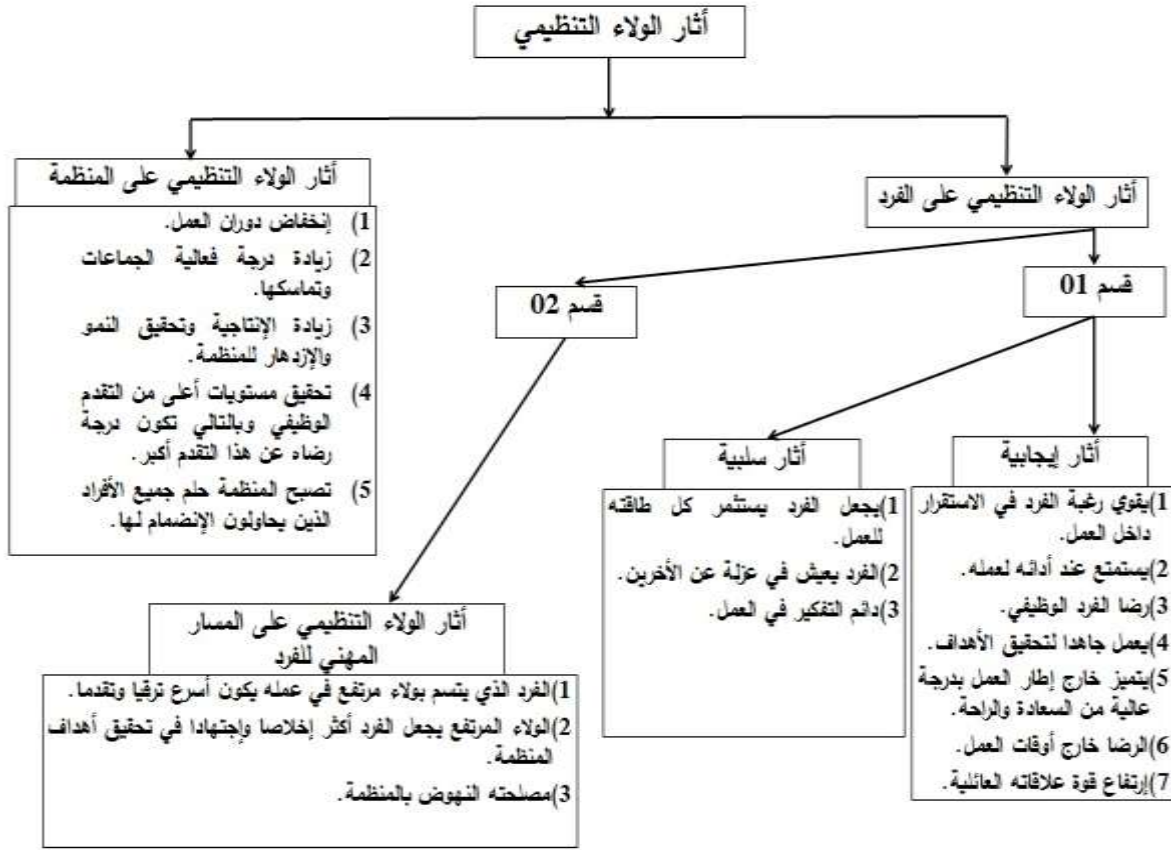 أثار الولاء التنظيمي
أثار الولاء التنظيمي على الفرد
قسم 01
أثار إيجابية
1)يقوي رغبة الفرد في الاستقرار
داخل العمل.
2)يستمتع عند أدائه لعمله.
3)رضا الفرد الوظيفي.
4)يعمل جاهدا لتحقيق الأهداف.
5)يتميز خارج إطار العمل بدرجة
عالية من السعادة والراحة.
6)الرضا خارج أوقات العمل.
7)إرتفاع قوة علاقاته العائلية.
أثار سلبية
1)يجعل الفرد يستثمر كل طاقته
للعمل.
2)الفرد يعيش في عزلة عن الأخرين.
3)دائم التفكير في العمل.
قسم 02
أثار الولاء التنظيمي على المسار
المهني للفرد
1)الفرد الذي يتسم بولاء مرتفع في عمله يكون أسرع ترقيا وتقدما.
2)الولاء المرتفع يجعل الفرد أكثر إخلاصا وإجتهادا في تحقيق أهداف
المنظمة.
3)مصلحته النهوض بالمنظمة.
أثار الولاء التنظيمي على المنظمة
1) إنخفاض دوران العمل.
2) زيادة درجة فعالية الجماعات
وتماسكها.
3) زيادة الإنتاجية وتحقيق النمو
والإزدهار للمنظمة.
4) تحقيق مستويات أعلى من التقدم
الوظيفي وبالتالي تكون درجة
رضاه عن هذا التقدم أكبر.
5) تصبح المنظمة حلم جميع الأفراد
الذين يحاولون الإنضمام لها.